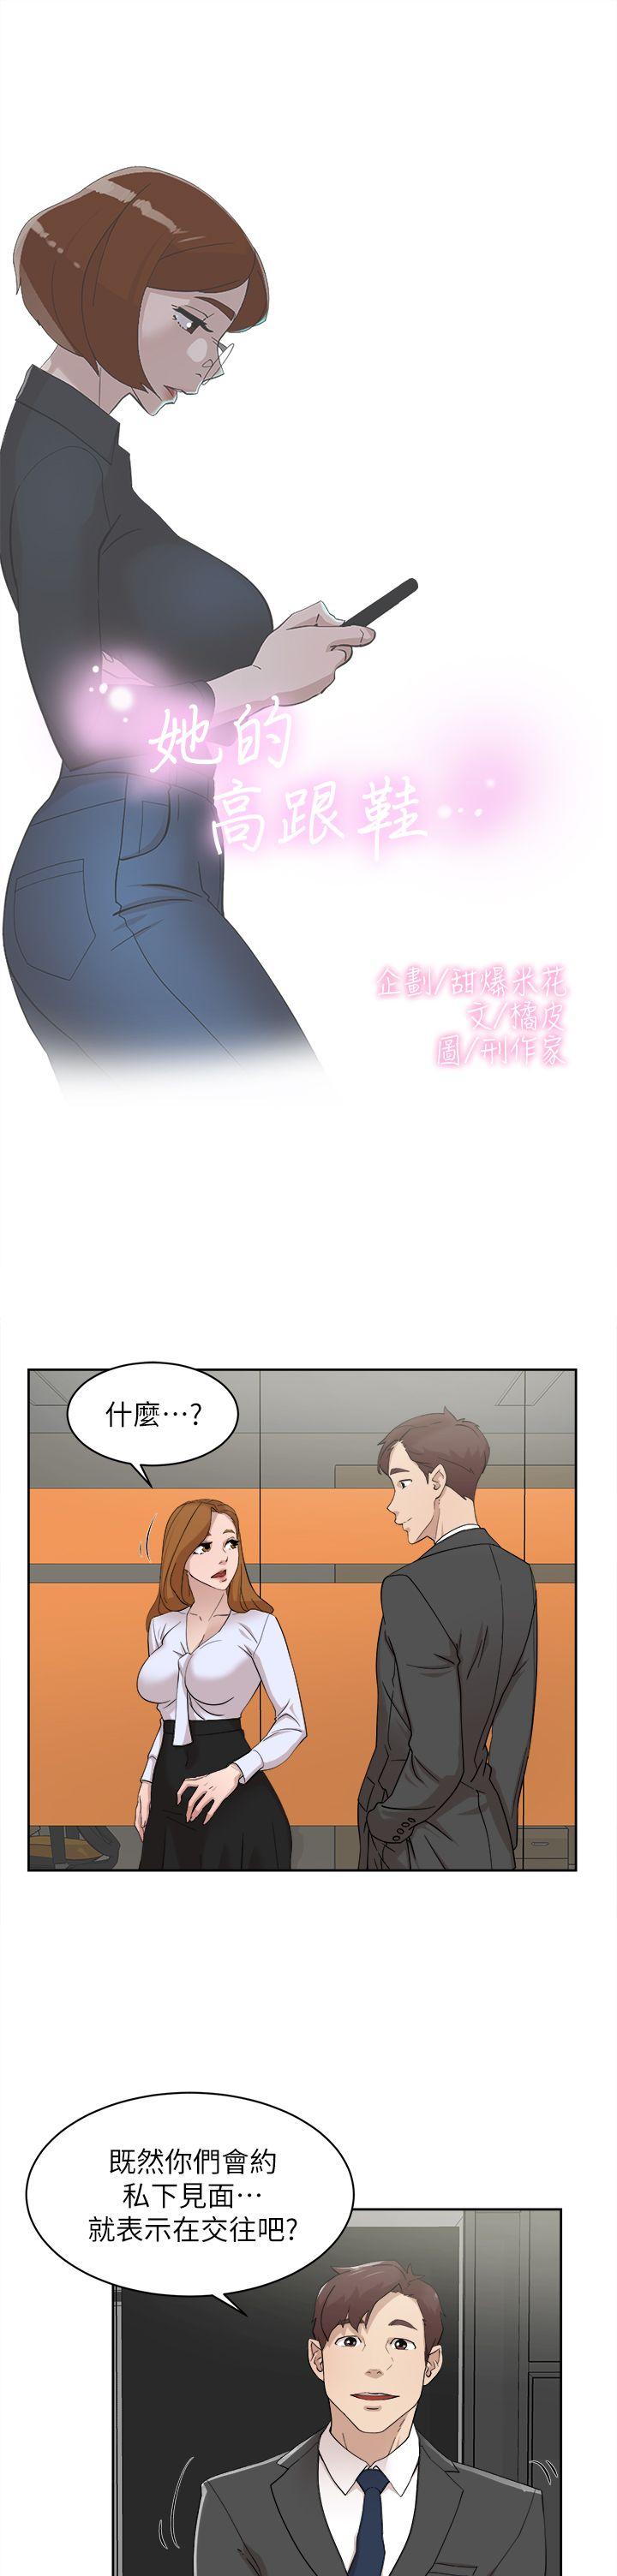 她的
高跟鞋…
企劃/甜爆米花
文/橘皮
圖/刑作家
什麼…?
既然你們會約
私下見面…
就表示在交往吧?